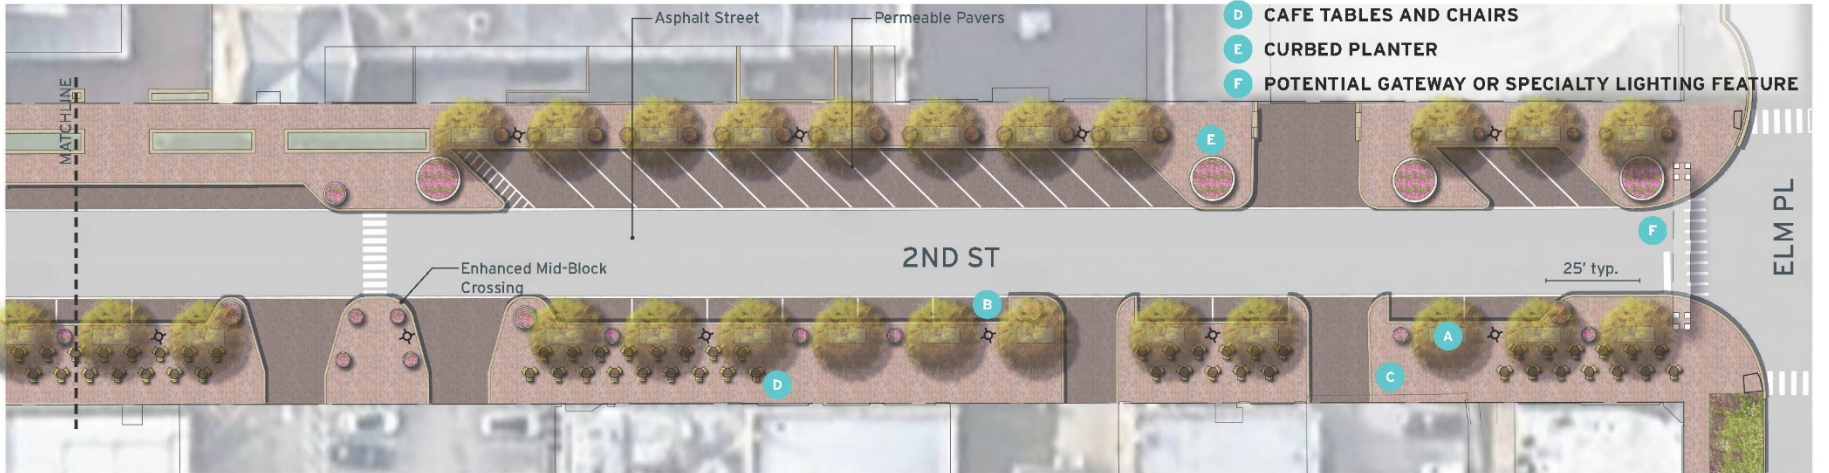 Asphalt Street
Permeable Pavers
D CAFE TABLES AND CHAIRS
E CURBED PLANTER
F POTENTIAL GATEWAY OR SPECIALTY LIGHTING FEATURE
MATCHLINE
E
F
2ND ST
ELM PL
Enhanced Mid-Block
Crossing
25' typ.
B
A
C
D